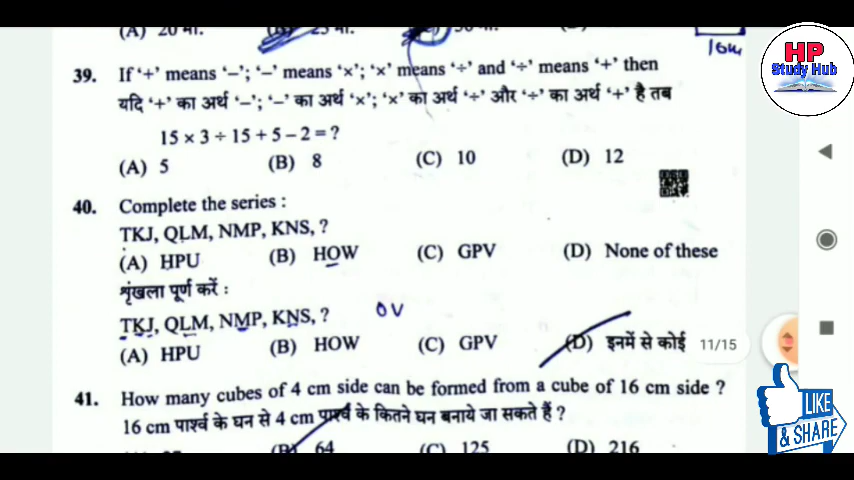 (A) 20 मी.
10cm
HP
Study Hub
39. If ‘+’ means ‘–’; ‘–’ means ‘×’; ‘×’ means ‘÷’ and ‘÷’ means ‘+’ then
यदि ‘+’ का अर्थ ‘–’; ‘–’ का अर्थ ‘×’; ‘×’ का अर्थ ‘÷’ और ‘÷’ का अर्थ ‘+’ है तब
15 × 3 ÷ 15 + 5 – 2 = ?
(A) 5 (B) 8 (C) 10 (D) 12
40. Complete the series :
TKJ, QLM, NMP, KNS, ?
(A) HPU (B) HOW (C) GPV (D) None of these
शृंखला पूर्ण करें :
TKJ, QLM, NMP, KNS, ? OV
(A) HPU (B) HOW (C) GPV (D) इनमें से कोई
11/15
41. How many cubes of 4 cm side can be formed from a cube of 16 cm side ?
16 cm पार्श्व के घन से 4 cm पार्श्व के कितने घन बनाये जा सकते हैं ?
(B) 64 (C) 125 (D) 216
LIKE
& SHARE